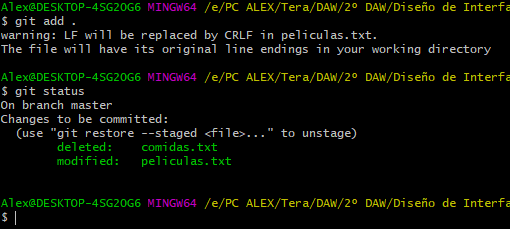 Alex@DESKTOP-4SG2OG6 MINGW64 /e/PC ALEX/Tera/DAW/2º DAW/Diseño de Interfa
$ git add .
warning: LF will be replaced by CRLF in peliculas.txt.
The file will have its original line endings in your working directory
Alex@DESKTOP-4SG2OG6 MINGW64 /e/PC ALEX/Tera/DAW/2º DAW/Diseño de Interfa
$ git status
On branch master
Changes to be committed:
  (use "git restore --staged <file>..." to unstage)
        deleted:    comidas.txt
        modified:   peliculas.txt
Alex@DESKTOP-4SG2OG6 MINGW64 /e/PC ALEX/Tera/DAW/2º DAW/Diseño de Interfa
$